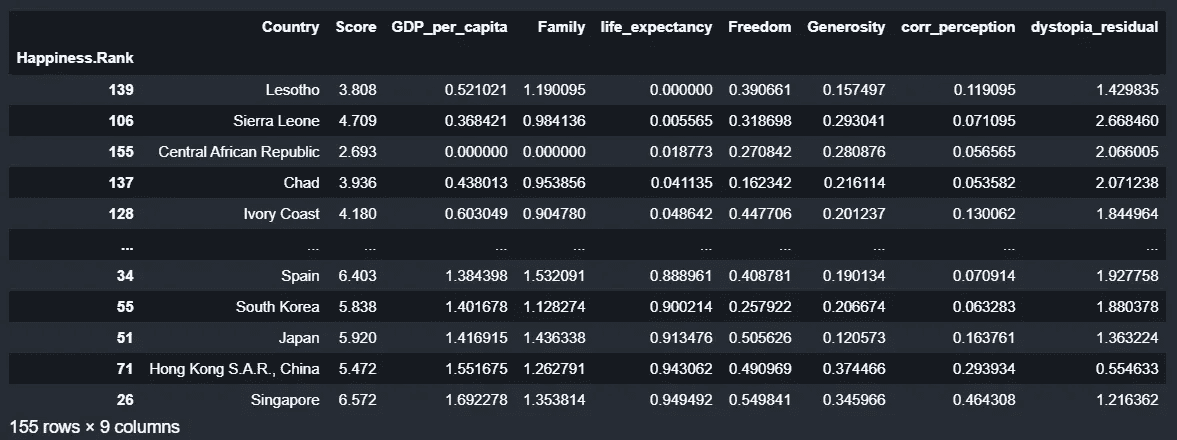 Country Score GDP_per_capita Family life_expectancy Freedom Generosity corr_perception dystopia_residual
Happiness.Rank
139 Lesotho 3.808 0.521021 1.190095 0.000000 0.390661 0.157497 0.119095 1.429835
106 Sierra Leone 4.709 0.368421 0.984136 0.005565 0.318698 0.293041 0.071095 2.668460
155 Central African Republic 2.693 0.000000 0.000000 0.018773 0.270842 0.280876 0.056565 2.066005
137 Chad 3.936 0.438013 0.953856 0.041135 0.162342 0.216114 0.053582 2.071238
128 Ivory Coast 4.180 0.603049 0.904780 0.048642 0.447706 0.201237 0.130062 1.844964
... ... ... ... ... ... ... ... ... ...
34 Spain 6.403 1.384398 1.532091 0.888961 0.408781 0.190134 0.070914 1.927758
55 South Korea 5.838 1.401678 1.128274 0.900214 0.257922 0.206674 0.063283 1.880378
51 Japan 5.920 1.416915 1.436338 0.913476 0.505626 0.120573 0.163761 1.363224
71 Hong Kong S.A.R., China 5.472 1.551675 1.262791 0.943062 0.490969 0.374466 0.293934 0.554633
26 Singapore 6.572 1.692278 1.353814 0.949492 0.549841 0.345966 0.464308 1.216362
155 rows × 9 columns